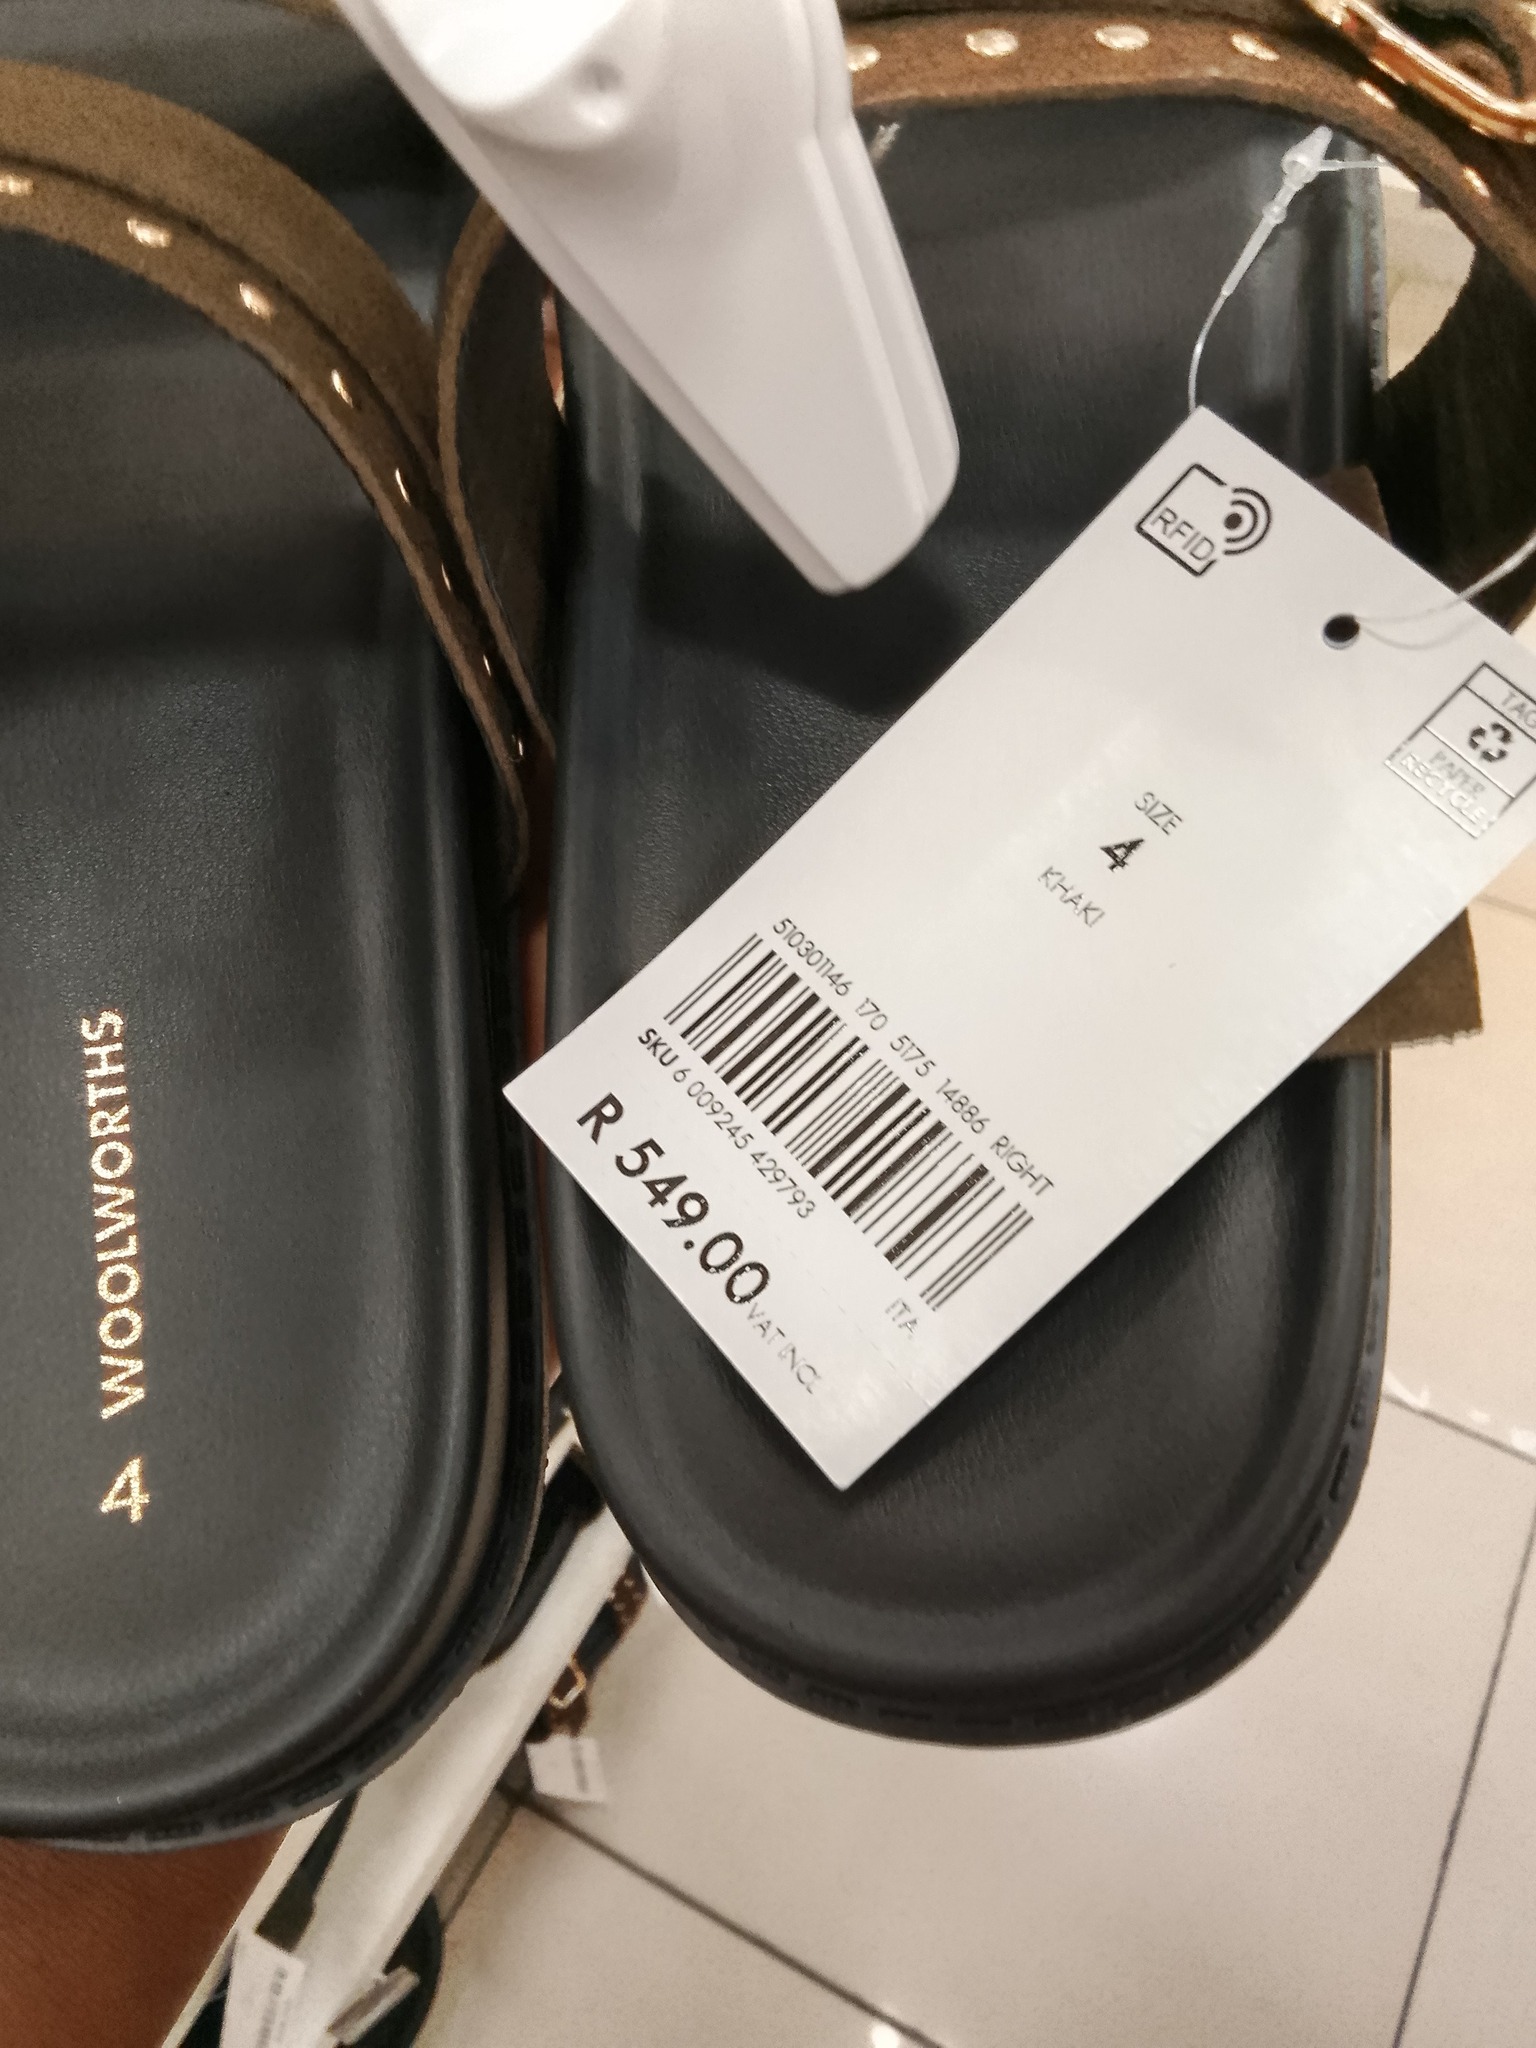 RFID
TAG
PAPER
RECYCLE
SIZE
4
KHAKI
510301146 170 5175 14886 RIGHT
SKU 6 009245 429793
ITA
R 549.00 VAT INCL
4 WOOLWORTHS